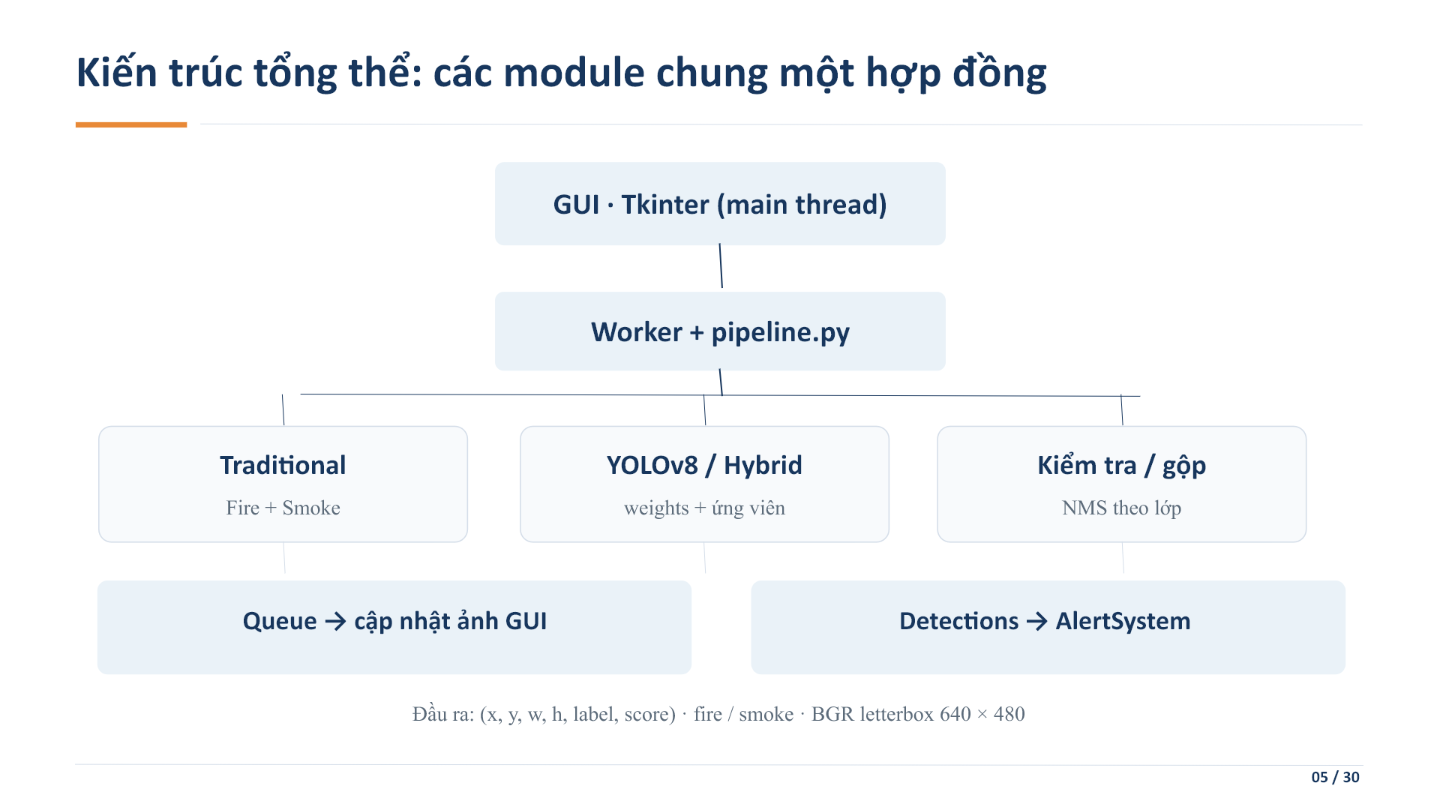 Kiến trúc tổng thể: các module chung một hợp đồng
GUI · Tkinter (main thread)
Worker + pipeline.py
Traditional
Fire + Smoke
YOLOv8 / Hybrid
weights + ứng viên
Kiểm tra / gộp
NMS theo lớp
Queue → cập nhật ảnh GUI
Detections → AlertSystem
Đầu ra: (x, y, w, h, label, score) · fire / smoke · BGR letterbox 640 × 480
05 / 30